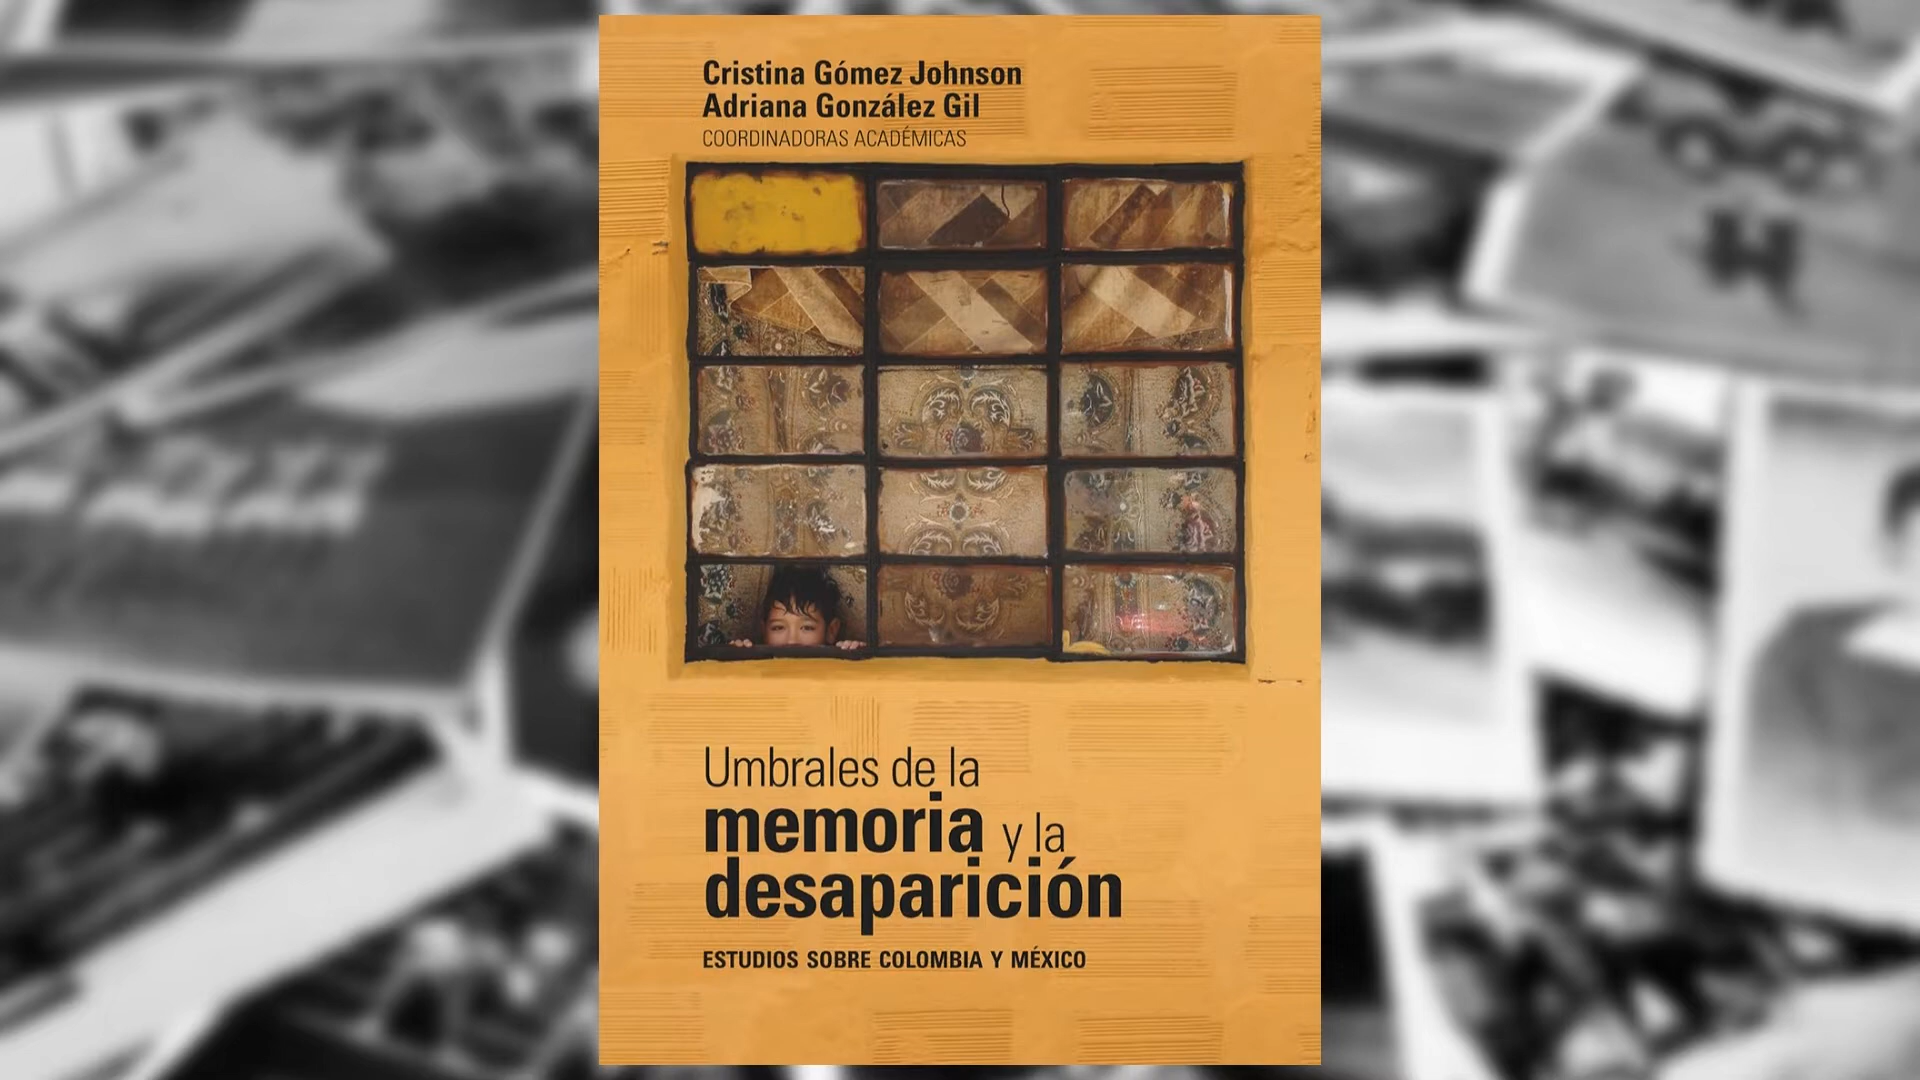 Cristina Gómez Johnson
Adriana González Gil
COORDINADORAS ACADÉMICAS
Umbrales de la
memoria y la
desaparición
ESTUDIOS SOBRE COLOMBIA Y MÉXICO